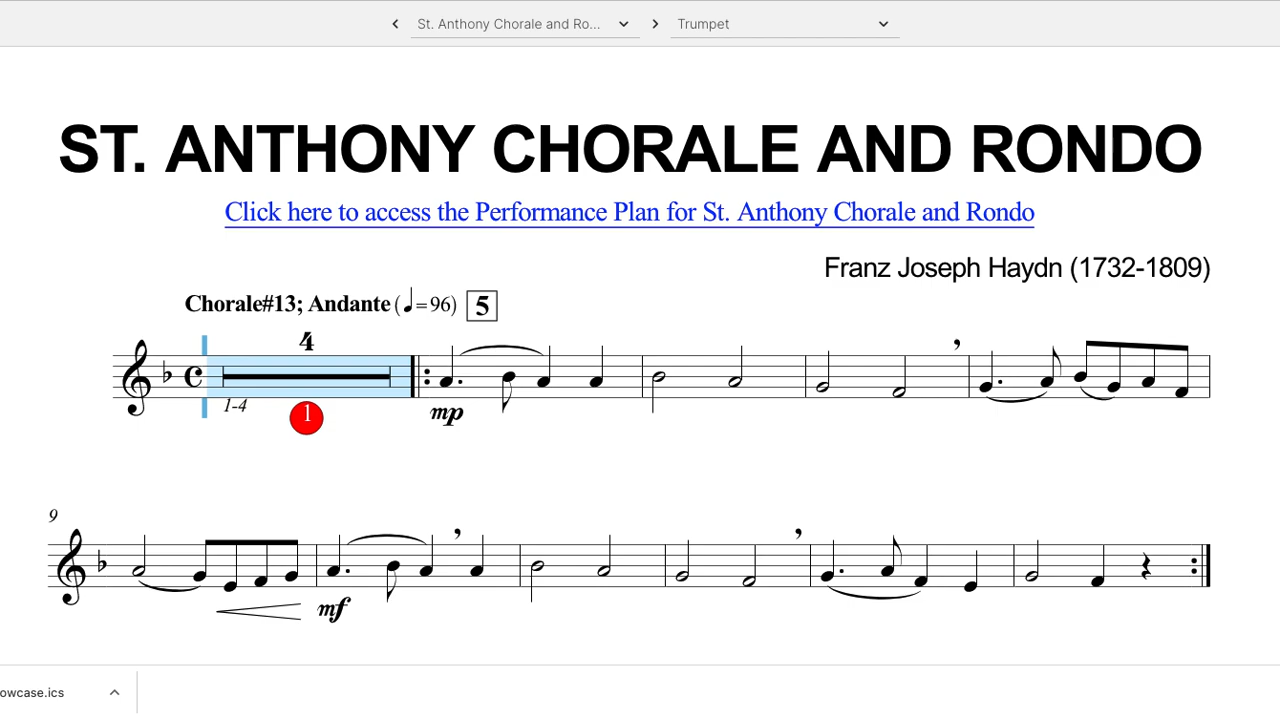 St. Anthony Chorale and Ro... Trumpet
ST. ANTHONY CHORALE AND RONDO
Click here to access the Performance Plan for St. Anthony Chorale and Rondo
Franz Joseph Haydn (1732-1809)
Chorale#13; Andante (♩=96) 5
4
mp
1-4
1
9
mf
owcase.ics